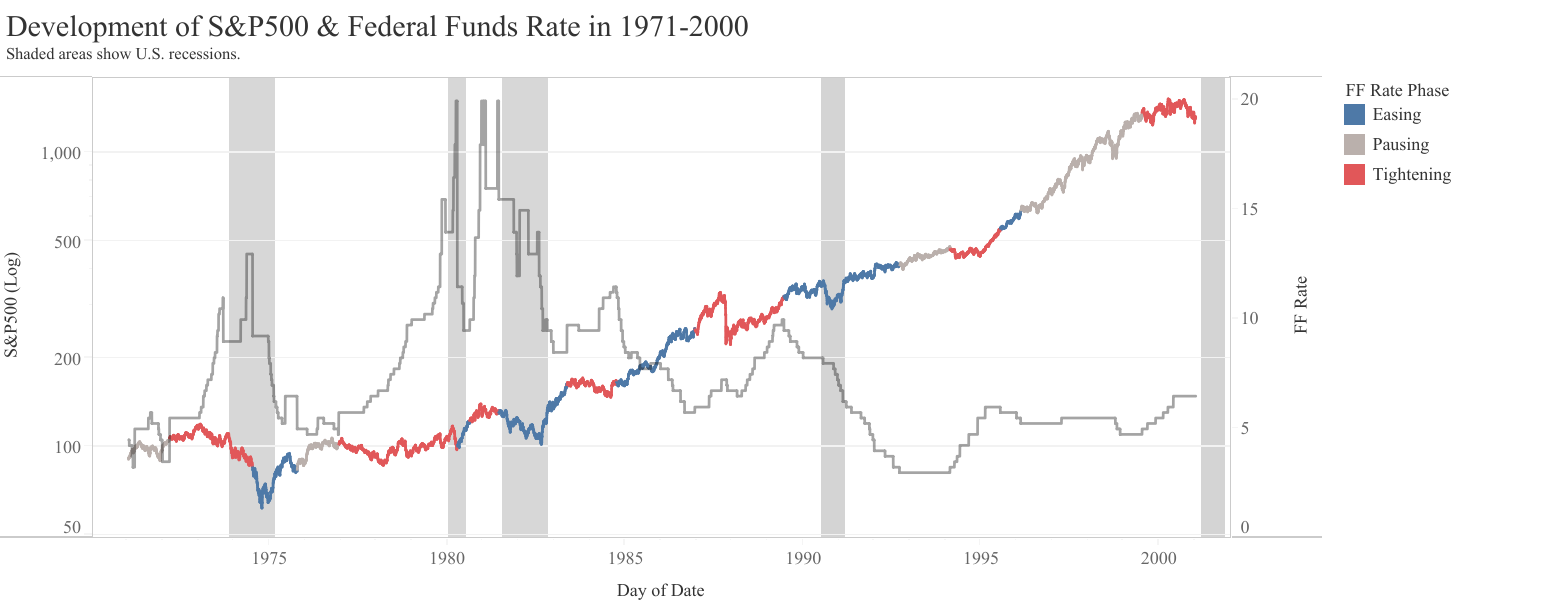 Development of S&P500 & Federal Funds Rate in 1971-2000
Shaded areas show U.S. recessions.
FF Rate Phase
Easing
Pausing
Tightening
S&P500 (Log)
1,000
500
200
100
50
20
15
10
5
0
FF Rate
1975
1980
1985
1990
1995
2000
Day of Date